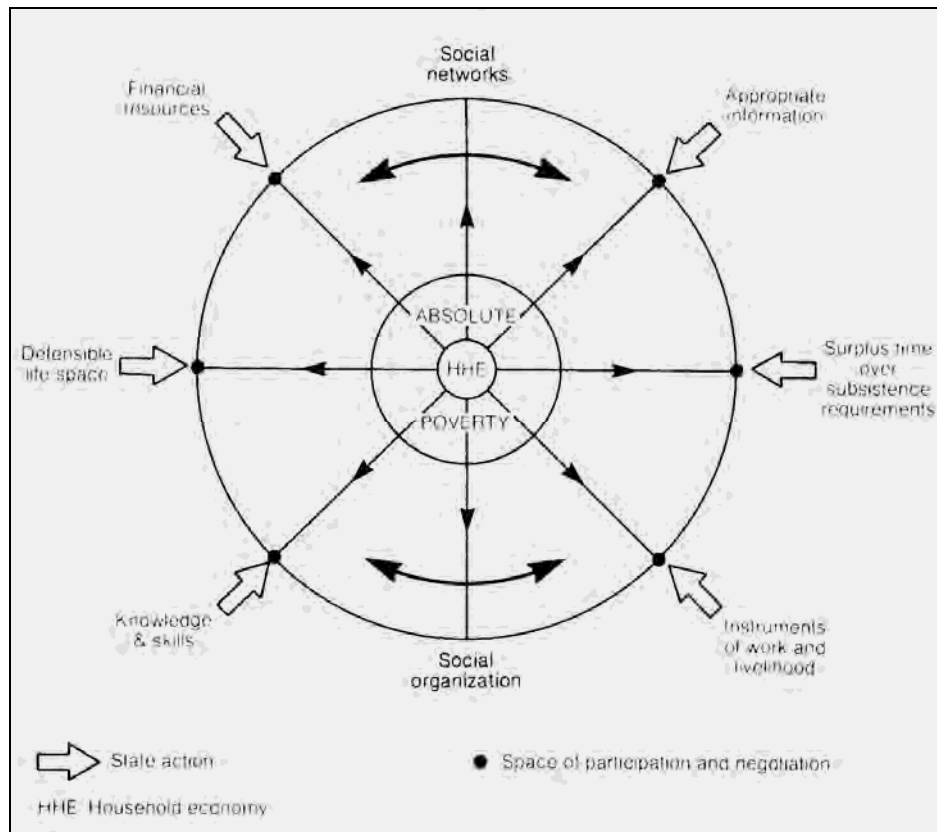 Social
networks
Financial
resources
Appropriate
information
ABSOLUTE
HHE
POVERTY
Defensible
life space
Surplus time
over
subsistence
requirements
Knowledge
& skills
Social
organization
Instruments
of work and
livelihood
State action
Space of participation and negotiation
HHE Household economy